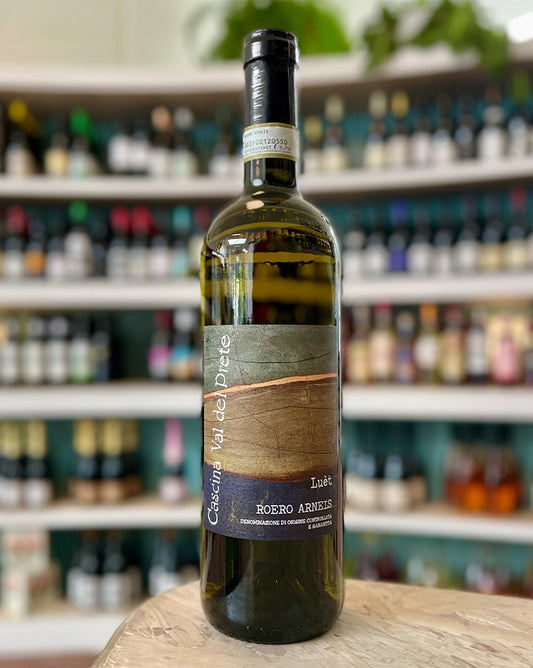 Cascina Val del Prete
Luèt
ROERO ARNEIS
DENOMINAZIONE DI ORIGINE CONTROLLATA
E GARANTITA